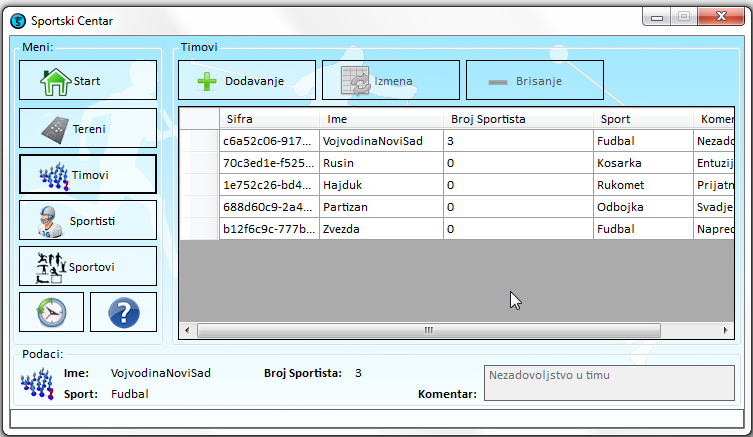 Sportski Centar
Meni:
Start
Tereni
Timovi
Sportisti
Sportovi
Timovi
Dodavanje Izmena Brisanje
Sifra Ime Broj Sportista Sport Komen
c6a52c06-917... VojvodinaNoviSad 3 Fudbal Nezado
70c3ed1e-f525... Rusin 0 Kosarka Entuzij
1e752c26-bd4... Hajduk 0 Rukomet Prijatn
688d60c9-2a4... Partizan 0 Odbojka Svadje
b12f6c9c-777b... Zvezda 0 Fudbal Napred
Podaci:
Ime: VojvodinaNoviSad Broj Sportista: 3
Sport: Fudbal Komentar: Nezadovoljstvo u timu